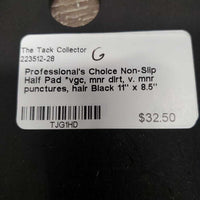 The Tack Collector
223512-28
G
Professional's Choice Non-Slip
Half Pad *vgc, mnr dirt, v. mnr
punctures, hair Black 11" x 8.5"
$32.50
TJG1HD